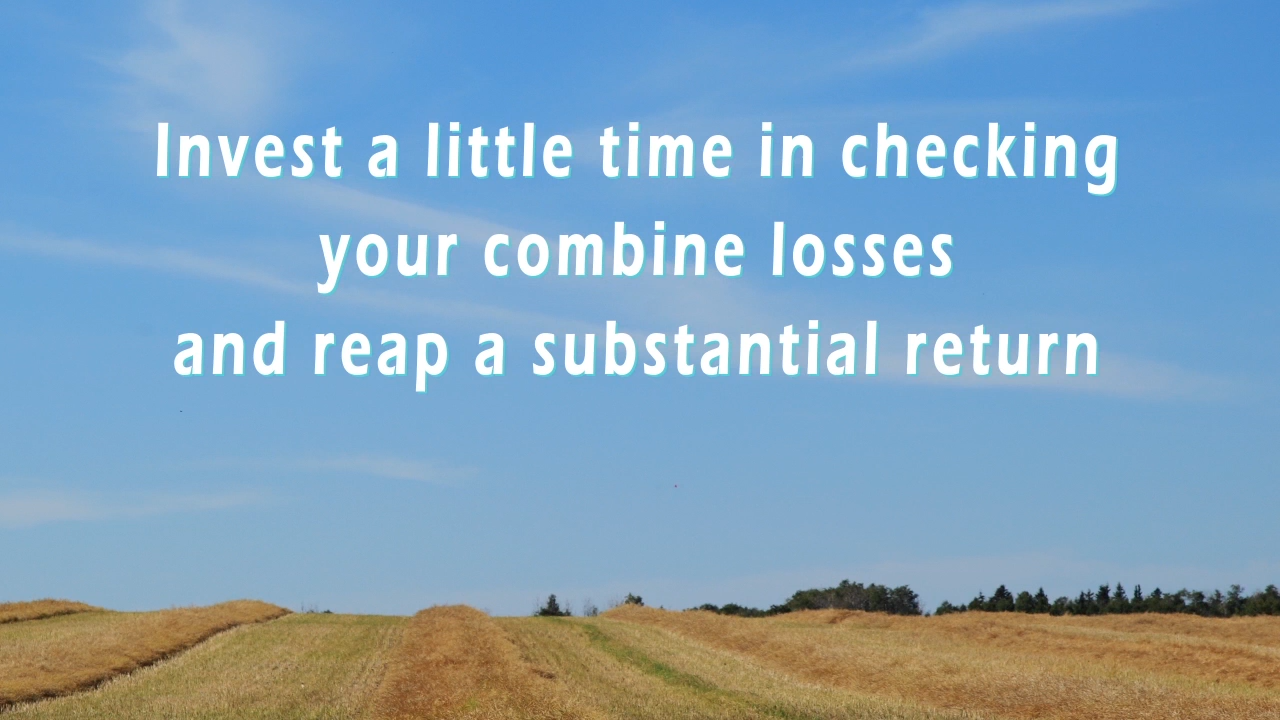 Invest a little time in checking
your combine losses
and reap a substantial return